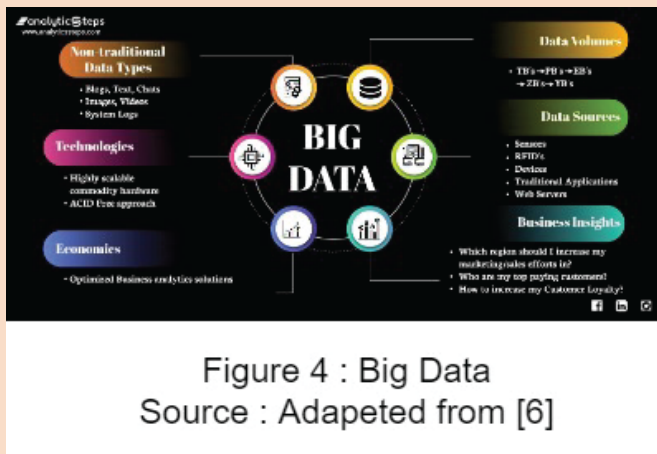 analyticSteps
www.analyticssteps.com
Non-traditional
Data Types
• Blogs, Text, Chats
• Images, Videos
• System Logs
Technologies
• Highly scalable
commodity hardware
• ACID Free approach
Economies
• Optimized Business analytics solutions
BIG
DATA
Data Volumes
• TB's→PB's→EB's
→ZB's→YB's
Data Sources
• Sensors
• RFID's
• Devices
• Traditional Applications
• Web Servers
Business Insights
• Which region should I increase my
marketing/sales efforts in?
• Who are my top paying customers?
• How to increase my Customer Loyalty?
Figure 4 : Big Data
Source : Adapeted from [6]